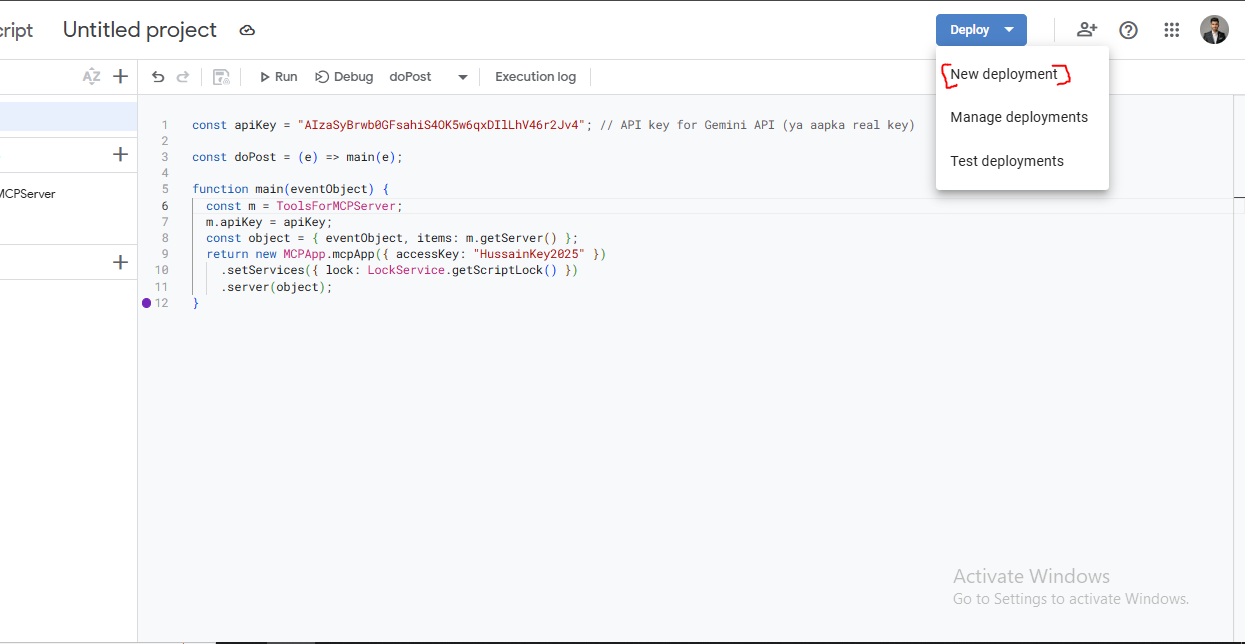 cript Untitled project Deploy
AZ Run Debug doPost Execution log
New deployment
Manage deployments
Test deployments
MCPServer
1 const apiKey = "AIzaSyBrwb0GFsahiS4OK5w6qxDIlLhV46r2Jv4"; // API key for Gemini API (ya aapka real key)
2
3 const doPost = (e) => main(e);
4
5 function main(eventObject) {
6 const m = ToolsForMCPServer;
7 m.apiKey = apiKey;
8 const object = { eventObject, items: m.getServer() };
9 return new MCPApp.mcpApp({ accessKey: "HussainKey2025" })
10 .setServices({ lock: LockService.getScriptLock() })
11 .server(object);
12 }
Activate Windows
Go to Settings to activate Windows.